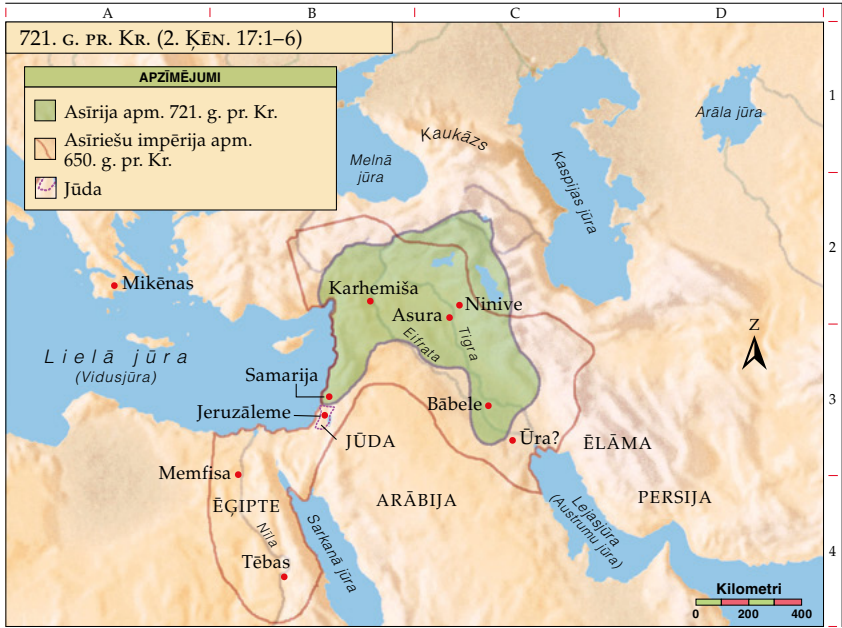 A B C D
721. G. PR. KR. (2. ĶĒN. 17:1–6)
APZĪMĒJUMI
Asīrija apm. 721. g. pr. Kr.
Asīriešu impērija apm.
650. g. pr. Kr.
Jūda
1
2
3
4
Kaukāzs
Melnā
jūra
Kaspijas jūra
Arāla jūra
Mikēnas
Karhemiša
Ninive
Asura
Eifrata
Tigra
Z
Lielā jūra
(Vidusjūra)
Samarija
Jeruzāleme
JŪDA
Bābele
Ūra?
ĒLĀMA
Memfisa
ĒĢIPTE
Nīla
Tēbas
Sarkanā jūra
ARĀBIJA
Lejasjūra
(Austrumu jūra)
PERSIJA
Kilometri
0 200 400